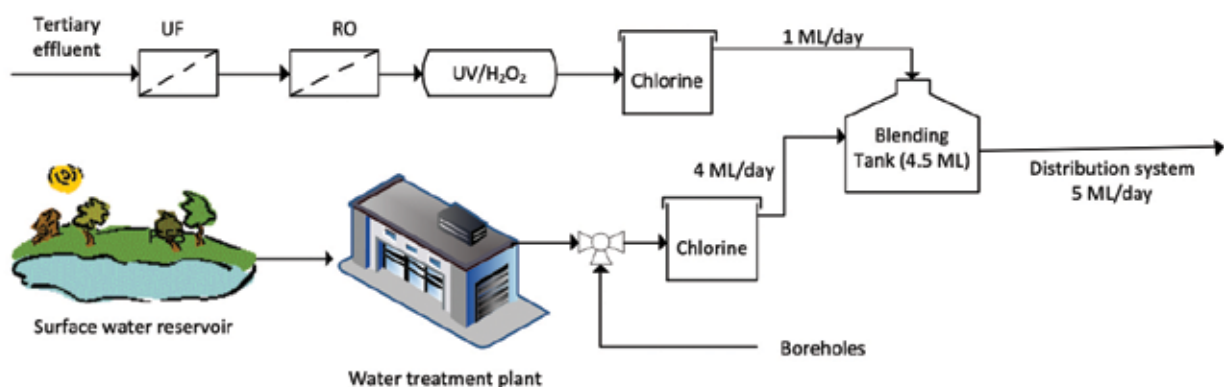 Tertiary
effluent
UF
RO
UV/H₂O₂
Chlorine
1 ML/day
Blending
Tank (4.5 ML)
Distribution system
5 ML/day
4 ML/day
Chlorine
Surface water reservoir
Water treatment plant
Boreholes